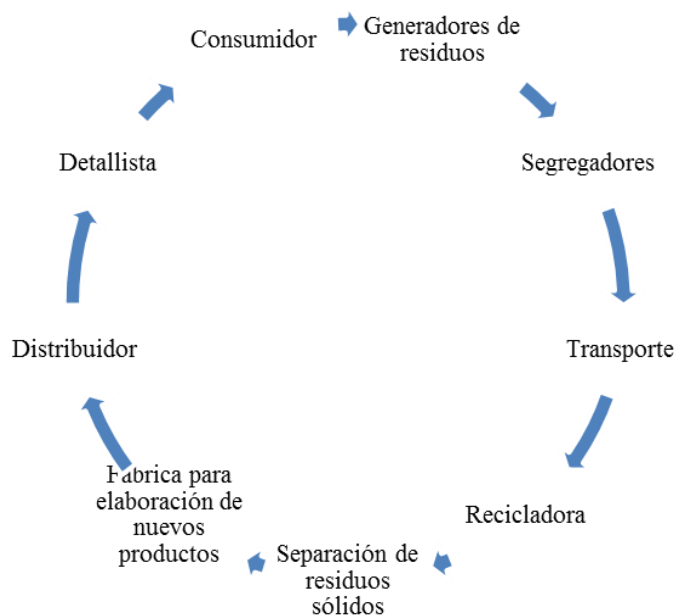 Consumidor
Generadores de
residuos
Segregadores
Transporte
Recicladora
Separación de
residuos
sólidos
Fabrica para
elaboración de
nuevos
productos
Distribuidor
Detallista